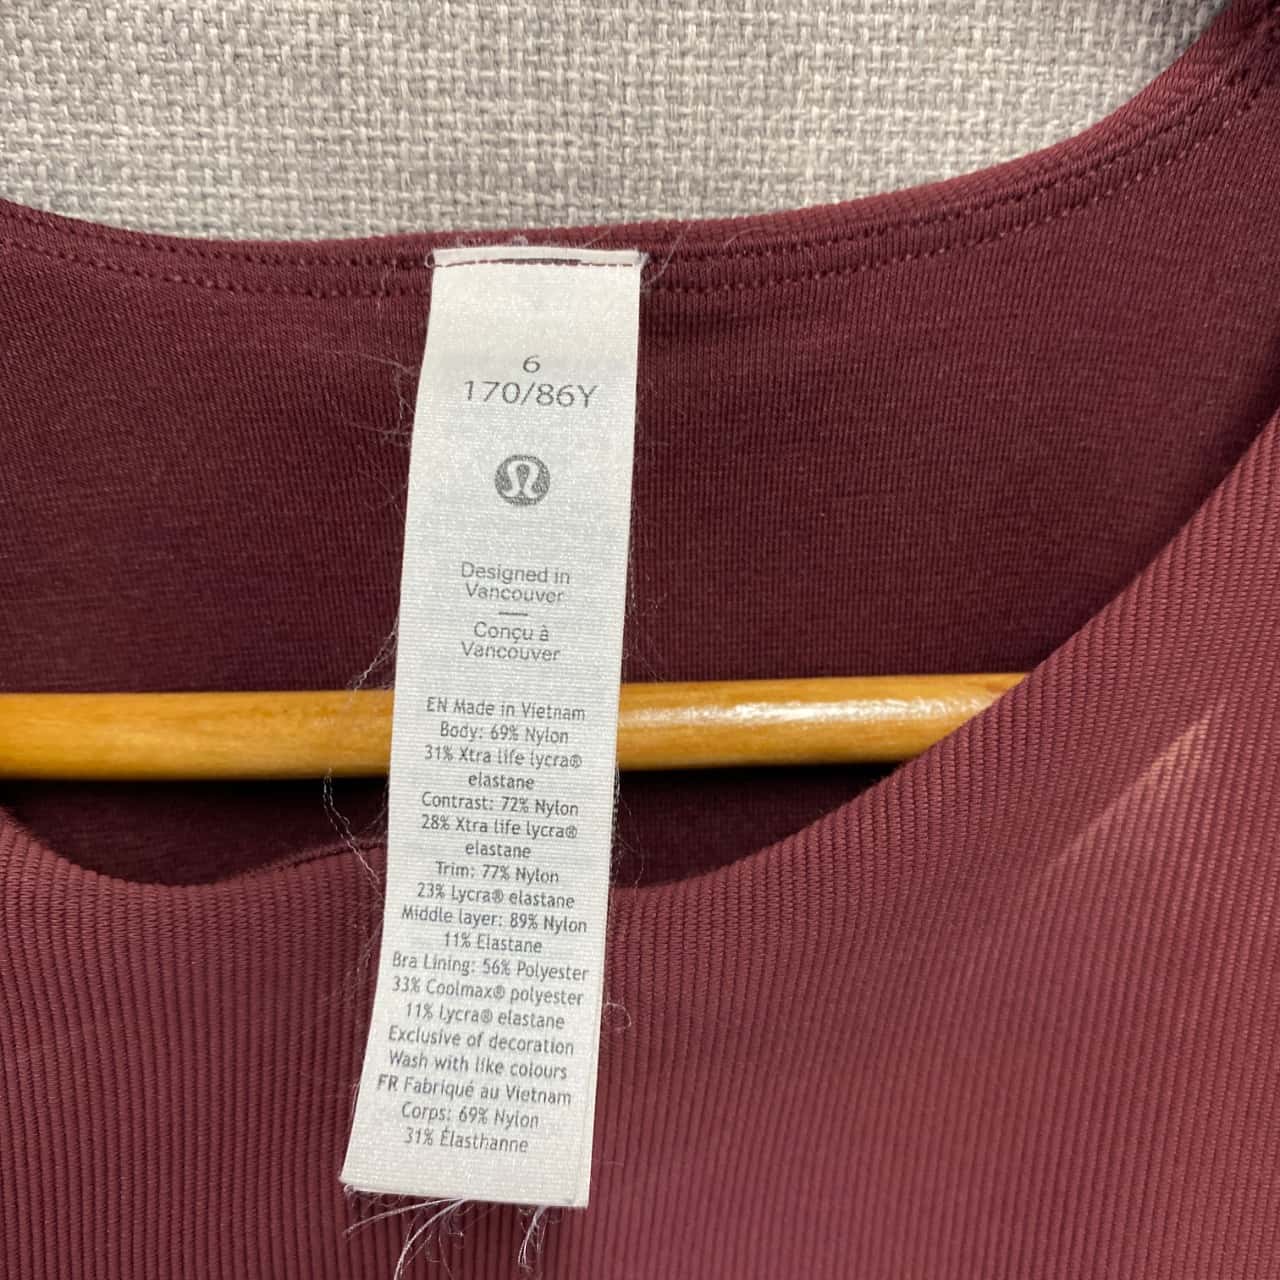 6
170/86Y
Designed in
Vancouver
Conçu à
Vancouver
EN Made in Vietnam
Body: 69% Nylon
31% Xtra life lycra®
elastane
Contrast: 72% Nylon
28% Xtra life lycra®
elastane
Trim: 77% Nylon
23% Lycra® elastane
Middle layer: 89% Nylon
11% Elastane
Bra Lining: 56% Polyester
33% Coolmax® polyester
11% Lycra® elastane
Exclusive of decoration
Wash with like colours
FR Fabriqué au Vietnam
Corps: 69% Nylon
31% Élasthanne